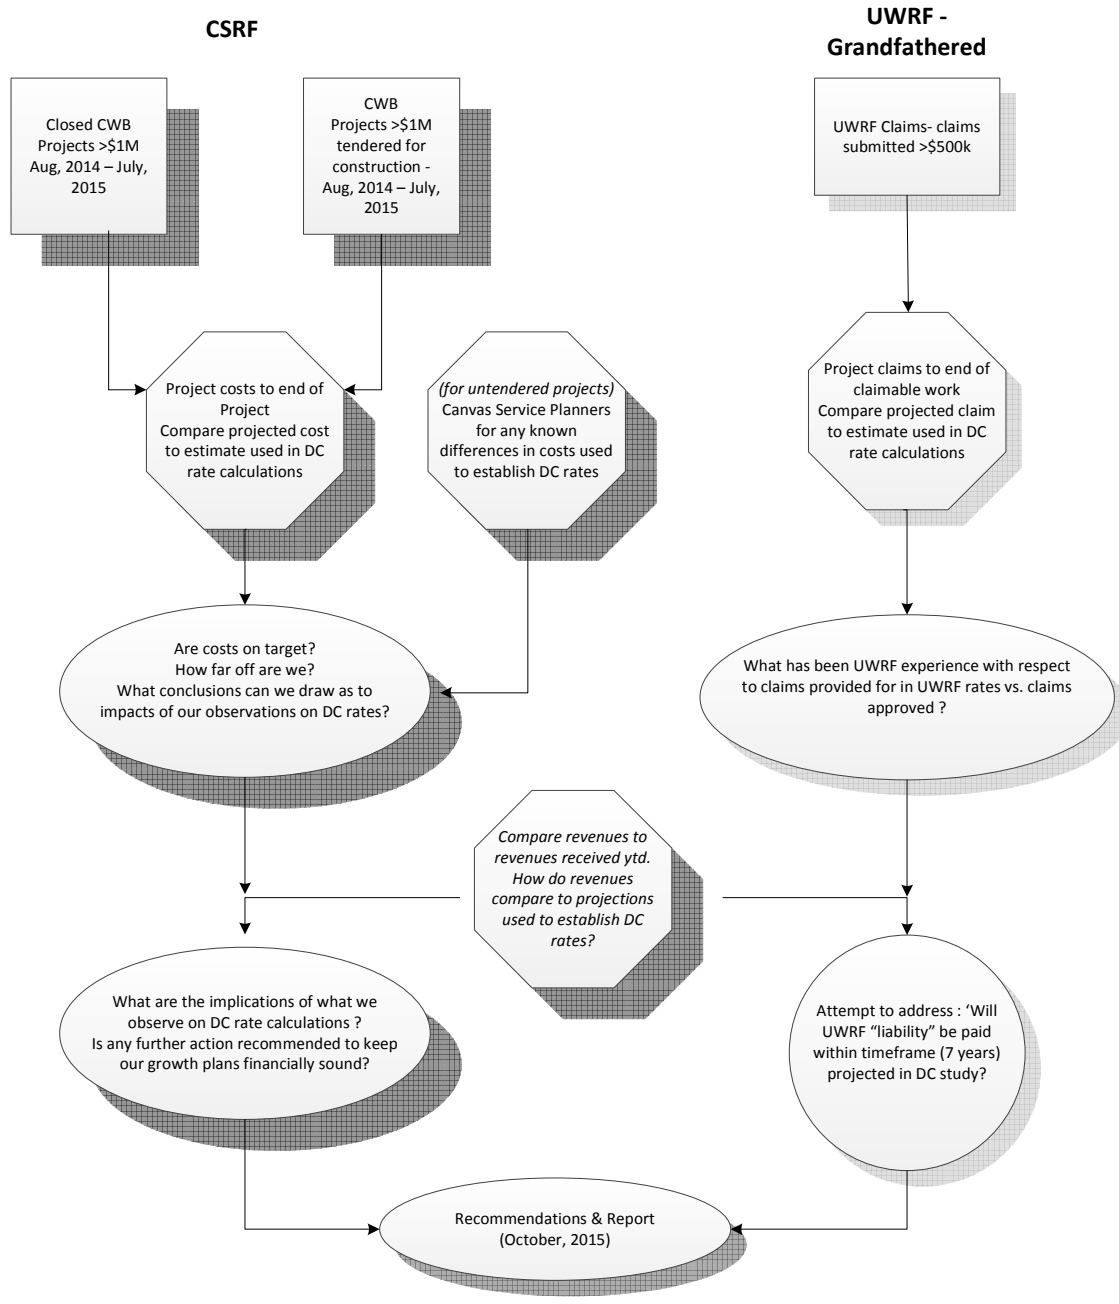 CSRF
UWRF -
Grandfathered
Closed CWB
Projects >$1M
Aug, 2014 – July,
2015
CWB
Projects >$1M
tendered for
construction -
Aug, 2014 – July,
2015
UWRF Claims- claims
submitted >$500k
Project costs to end of
Project
Compare projected cost
to estimate used in DC
rate calculations
(for untendered projects)
Canvas Service Planners
for any known
differences in costs used
to establish DC rates
Project claims to end of
claimable work
Compare projected claim
to estimate used in DC
rate calculations
Are costs on target?
How far off are we?
What conclusions can we draw as to
impacts of our observations on DC rates?
What has been UWRF experience with respect
to claims provided for in UWRF rates vs. claims
approved ?
Compare revenues to
revenues received ytd.
How do revenues
compare to projections
used to establish DC
rates?
What are the implications of what we
observe on DC rate calculations ?
Is any further action recommended to keep
our growth plans financially sound?
Attempt to address : ‘Will
UWRF “liability” be paid
within timeframe (7 years)
projected in DC study?
Recommendations & Report
(October, 2015)